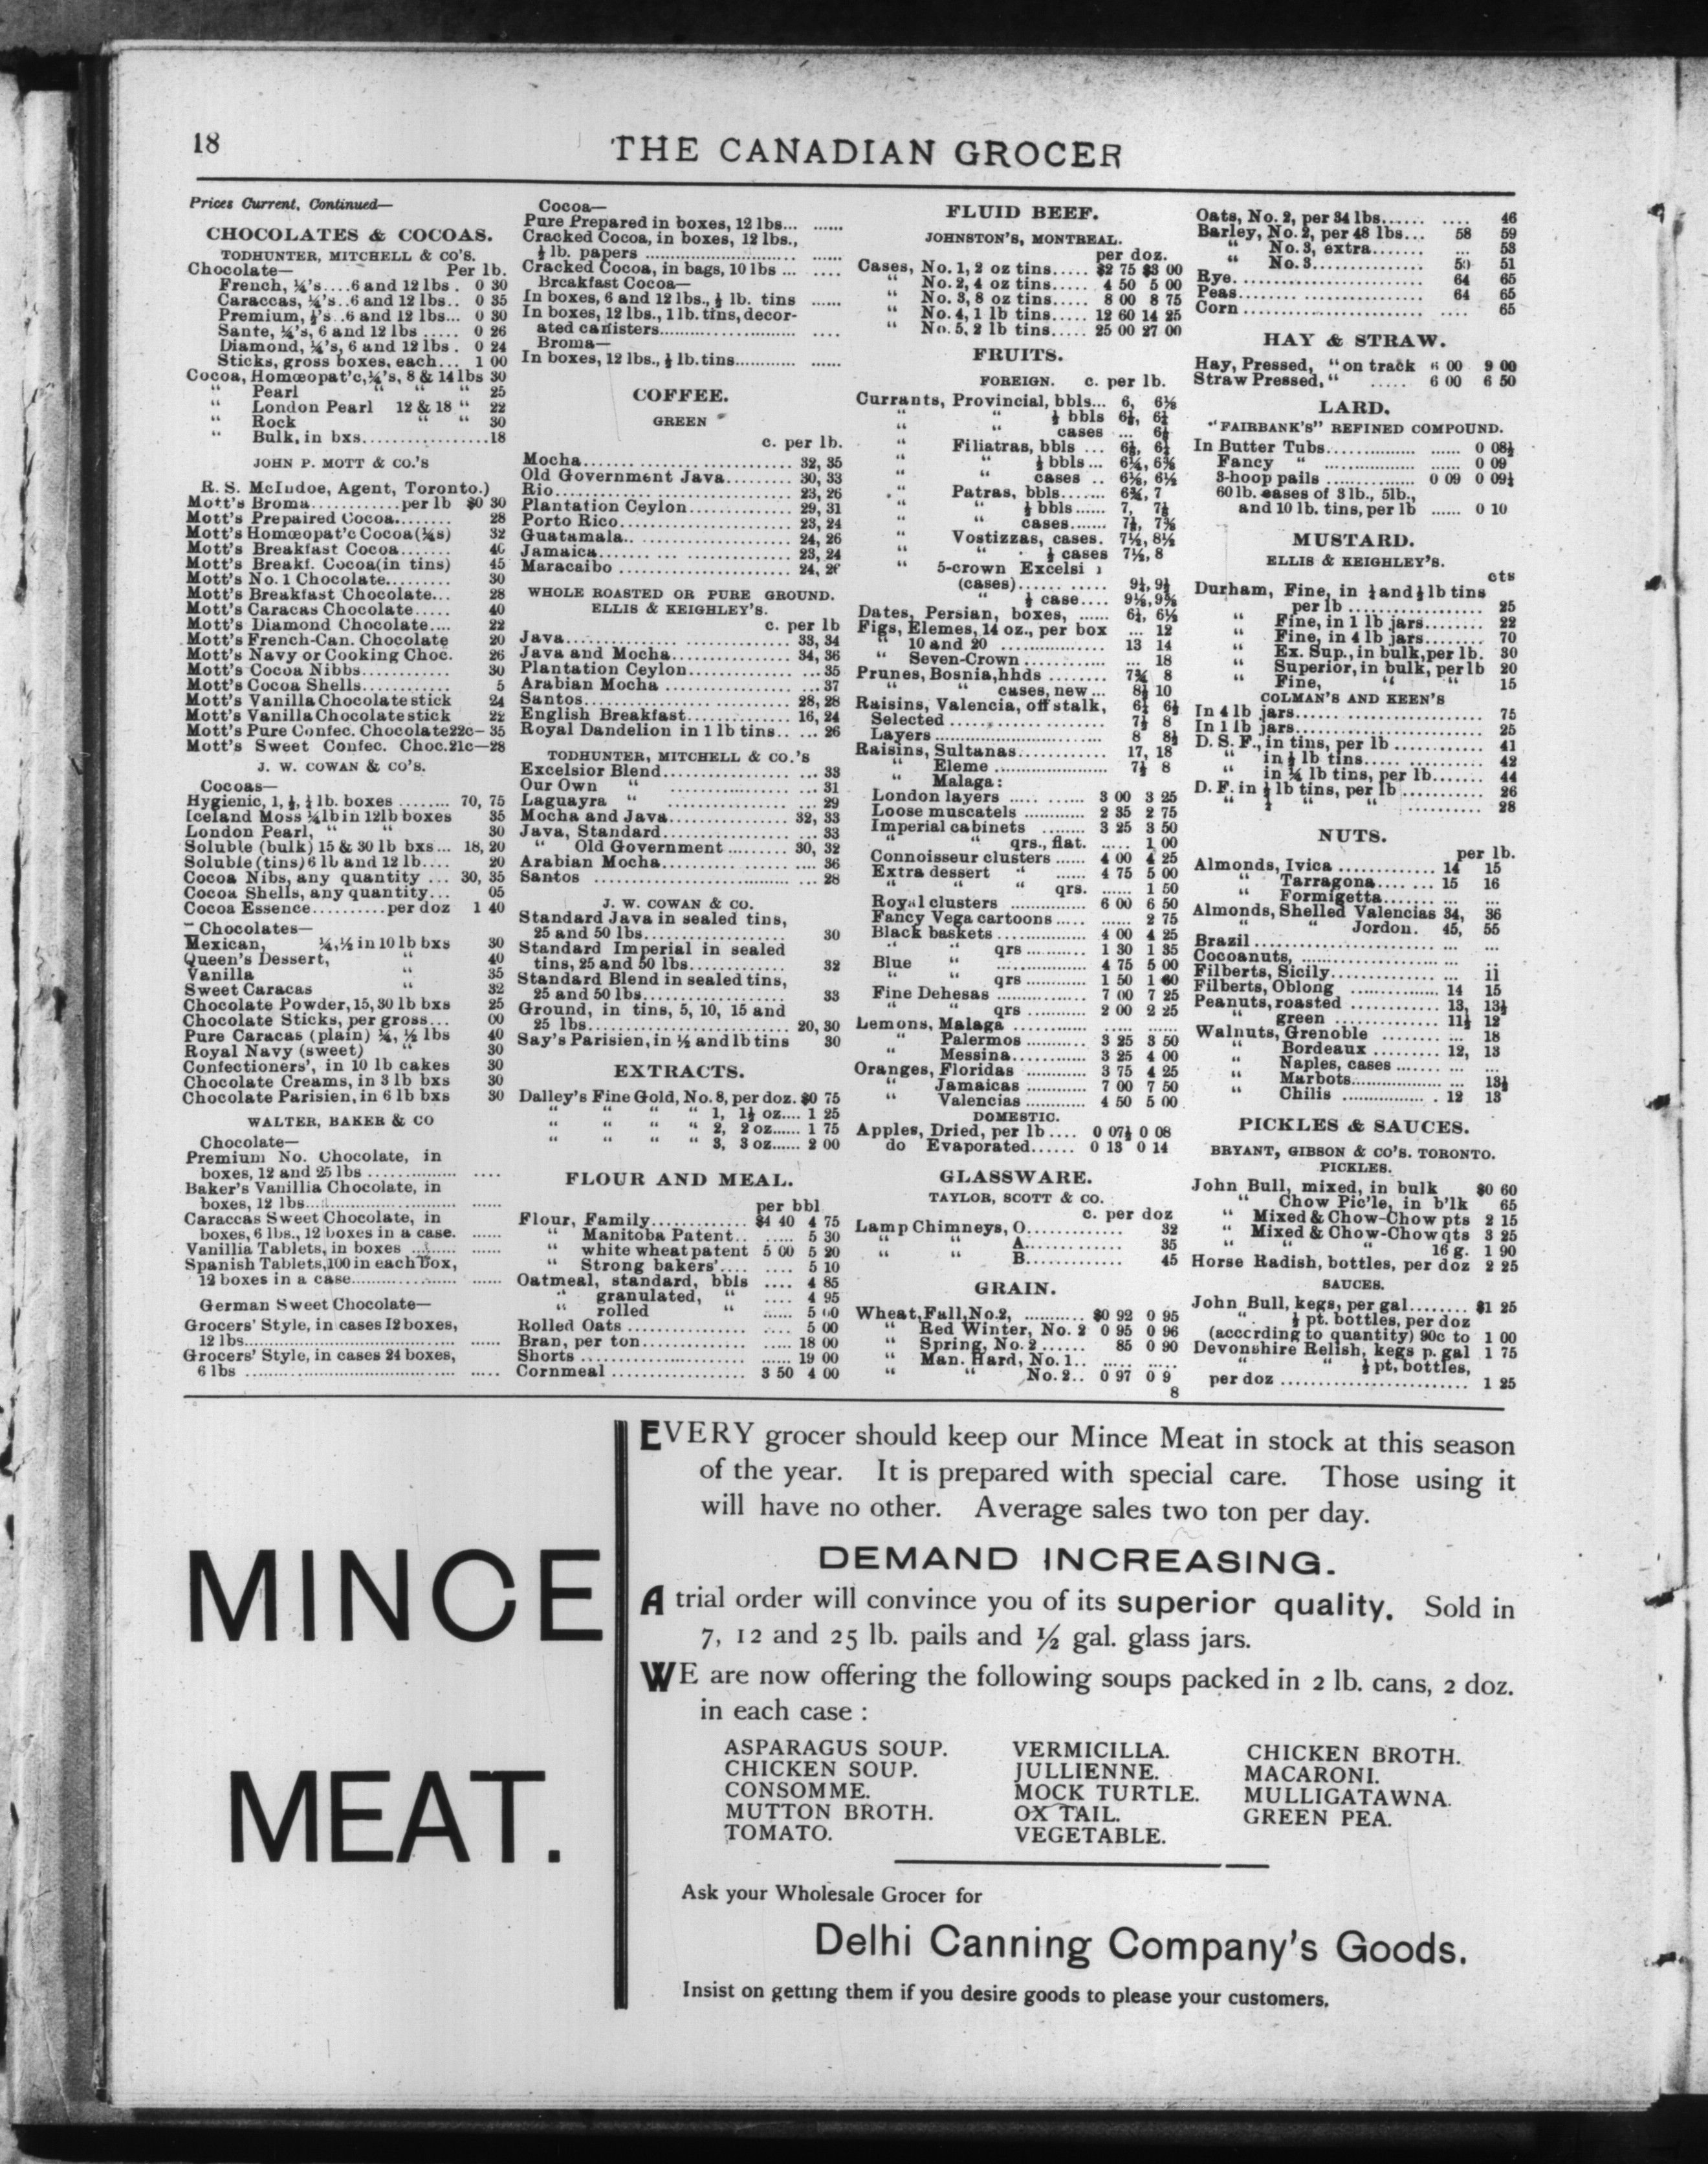 18
THE CANADIAN GROCER
Prices Current, Continued—
CHOCOLATES & COCOAS.
TODHUNTER, MITCHELL & CO'S.
Chocolate— Per lb.
French, ¼'s....6 and 12 lbs . 0 30
Caraccas, ¼'s..6 and 12 lbs.. 0 35
Premium, ½'s..6 and 12 lbs... 0 30
Sante, ¼'s, 6 and 12 lbs ..... 0 26
Diamond, ¼'s, 6 and 12 lbs . 0 24
Sticks, gross boxes, each... 1 00
Cocoa, Homœopat'c, ¼'s, 8 & 14 lbs 30
" Pearl " " " 25
" London Pearl 12 & 18 " 22
" Rock " " 30
" Bulk, in bxs.................18
JOHN P. MOTT & CO.'S
R. S. McIndoe, Agent, Toronto.)
Mott's Broma............per lb $0 30
Mott's Prepaired Cocoa........ 28
Mott's Homœopat'c Cocoa (¼s) 32
Mott's Breakfast Cocoa....... 40
Mott's Breakf. Cocoa (in tins) 45
Mott's No. 1 Chocolate......... 30
Mott's Breakfast Chocolate... 28
Mott's Caracas Chocolate..... 40
Mott's Diamond Chocolate.... 22
Mott's French-Can. Chocolate 20
Mott's Navy or Cooking Choc. 26
Mott's Cocoa Nibbs............ 30
Mott's Cocoa Shells............ 5
Mott's Vanilla Chocolate stick 24
Mott's Vanilla Chocolate stick 22
Mott's Pure Confec. Chocolate 22c-35
Mott's Sweet Confec. Choc. 21c—28
J. W. COWAN & CO'S.
Cocoas—
Hygienic, 1, ½, ¼ lb. boxes ........ 70, 75
Iceland Moss ¼ lb in 12 lb boxes 35
London Pearl, " " 30
Soluble (bulk) 15 & 30 lb bxs... 18, 20
Soluble (tins) 6 lb and 12 lb.... 20
Cocoa Nibs, any quantity ... 30, 35
Cocoa Shells, any quantity... 05
Cocoa Essence..........per doz 1 40
Chocolates—
Mexican, ¼, ½ in 10 lb bxs 30
Queen's Dessert, " 40
Vanilla " 35
Sweet Caracas " 32
Chocolate Powder, 15, 30 lb bxs 25
Chocolate Sticks, per gross... 00
Pure Caracas (plain) ¼, ½ lbs 40
Royal Navy (sweet) " 30
Confectioners', in 10 lb cakes 30
Chocolate Creams, in 3 lb bxs 30
Chocolate Parisien, in 6 lb bxs 30
WALTER, BAKER & CO
Chocolate—
Premium No. Chocolate, in
boxes, 12 and 25 lbs ................ ....
Baker's Vanillia Chocolate, in
boxes, 12 lbs.................... ......
Caraccas Sweet Chocolate, in
boxes, 6 lbs., 12 boxes in a case. ......
Vanillia Tablets, in boxes ......... ......
Spanish Tablets, 100 in each box,
12 boxes in a case................. ......
German Sweet Chocolate—
Grocers' Style, in cases 12 boxes,
12 lbs.................................. ......
Grocers' Style, in cases 24 boxes,
6 lbs .................................. .....
Cocoa—
Pure Prepared in boxes, 12 lbs... ......
Cracked Cocoa, in boxes, 12 lbs.,
½ lb. papers ........................ ......
Cracked Cocoa, in bags, 10 lbs ... ....
Breakfast Cocoa—
In boxes, 6 and 12 lbs., ½ lb. tins ......
In boxes, 12 lbs., 1 lb. tins, decor-
ated canisters...................... ....
Broma—
In boxes, 12 lbs., ½ lb. tins............ ......
COFFEE.
GREEN
c. per lb.
Mocha............................ 32, 35
Old Government Java......... 30, 33
Rio................................ 23, 26
Plantation Ceylon.............. 29, 31
Porto Rico....................... 23, 24
Guatamala....................... 24, 26
Jamaica.......................... 23, 24
Maracaibo ....................... 24,
WHOLE ROASTED OR PURE GROUND.
ELLIS & KEIGHLEY'S.
c. per lb
Java.............................. 33, 34
Java and Mocha................ 34, 36
Plantation Ceylon.................. ...35
Arabian Mocha ..................... ...37
Santos............................ 28, 28
English Breakfast.............. 16, 24
Royal Dandelion in 1 lb tins.. ... 26
TODHUNTER, MITCHELL & CO.'S
Excelsior Blend.................... ... 33
Our Own " ................... ... 31
Laguayra " ................... ... 29
Mocha and Java................ 32, 33
Java, Standard.................... ... 33
" Old Government ........ 30, 32
Arabian Mocha.................... ... 36
Santos ............................. ... 28
J. W. COWAN & CO.
Standard Java in sealed tins,
25 and 50 lbs................... 30
Standard Imperial in sealed
tins, 25 and 50 lbs............. 32
Standard Blend in sealed tins,
25 and 50 lbs................... 33
Ground, in tins, 5, 10, 15 and
25 lbs........................... 20, 30
Say's Parisien, in ½ and 1 lb tins 30
EXTRACTS.
Dalley's Fine Gold, No. 8, per doz. $0 75
" " " " 1, 1½ oz.... 1 25
" " " " 2, 2 oz...... 1 75
" " " " 3, 3 oz...... 2 00
FLOUR AND MEAL.
per bbl
Flour, Family............. $4 40 4 75
" Manitoba Patent.. ..... 5 30
" white wheat patent 5 00 5 20
" Strong bakers'.... .... 5 10
Oatmeal, standard, bbls .... 4 85
" granulated, " .... 4 95
" rolled " ...... 5 00
Rolled Oats ................ ..... 5 00
Bran, per ton.............. ..... 18 00
Shorts ...................... ...... 19 00
Cornmeal .................. 3 50 4 00
FLUID BEEF.
JOHNSTON'S, MONTREAL.
per doz.
Cases, No. 1, 2 oz tins..... $2 75 $3 00
" No. 2, 4 oz tins..... 4 50 5 00
" No. 3, 8 oz tins..... 8 00 8 75
" No. 4, 1 lb tins..... 12 60 14 25
" No. 5, 2 lb tins..... 25 00 27 00
FRUITS.
FOREIGN. c. per lb.
Currants, Provincial, bbls... 6, 6⅛
" " ½ bbls
" " cases ...
" Filiatras, bbls ...
" " ½ bbls... 6¼, 6⅜
" " cases .. 6⅛, 6½
" Patras, bbls....... 6¾, 7
" " ½ bbls...... 7,
" " cases.......
" Vostizzas, cases. 7½, 8½
" " ½ cases 7½, 8
" 5-crown Excelsi
(cases)............
" ½ case....
Dates, Persian, boxes, ......
Figs, Elemes, 14 oz., per box ... 12
" 10 and 20 ................ 13 14
" Seven-Crown............. ... 18
Prunes, Bosnia, hhds ........ 7¾ 8
" " cases, new... 8½ 10
Raisins, Valencia, off stalk,
Selected ..................... 7½ 8
Layers ........................ 8 8½
Raisins, Sultanas............ 17, 18
" Eleme ...................... 7½ 8
" Malaga:
London layers ..... ...... 3 00 3 25
Loose muscatels ............ 2 35 2 75
Imperial cabinets ........ 3 25 3 50
" " qrs., flat. ..... 1 00
Connoisseur clusters ...... 4 00 4 25
Extra dessert " ...... 4 75 5 00
" " " qrs. ...... 1 50
Royal clusters .............. 6 00 6 50
Fancy Vega cartoons..... ...... 2 75
Black baskets................ 4 00 4 25
" " qrs .......... 1 30 1 35
Blue " ................ 4 75 5 00
" " qrs............ 1 50 1 60
Fine Dehesas ................ 7 00 7 25
" " qrs ........... 2 00 2 25
Lemons, Malaga ............. ..... ......
" Palermos ........... 3 25 3 50
" Messina............ 3 25 4 00
Oranges, Floridas ........... 3 75 4 25
" Jamaicas ............ 7 00 7 50
" Valencias ............ 4 50 5 00
DOMESTIC.
Apples, Dried, per lb.... 0 07½ 0 08
do Evaporated...... 0 13 0 14
GLASSWARE.
TAYLOR, SCOTT & CO.
c. per doz
Lamp Chimneys, O............. 32
" " A............. 35
" " B............. 45
GRAIN.
Wheat, Fall, No. 2, ........... $0 92 0 95
" Red Winter, No. 2 0 95 0 96
" Spring, No. 2 ...... 85 0 90
" Man. Hard, No. 1.. ..... .....
" " No. 2.. 0 97 0 9
8
Oats, No. 2, per 34 lbs...... .... 46
Barley, No. 2, per 48 lbs... 58 59
" No. 3, extra....... ... 53
" No. 3............... 50 51
Rye......................... 64 65
Peas........................ 64 65
Corn ........................ .... 65
HAY & STRAW.
Hay, Pressed, "on track 6 00 9 00
Straw Pressed, " ..... 6 00 6 50
LARD.
"FAIRBANK'S" REFINED COMPOUND.
In Butter Tubs................ ...... 0 08½
Fancy " ................ ...... 0 09
3-hoop pails .............. 0 09 0 09½
60 lb. cases of 3 lb., 5lb.,
and 10 lb. tins, per lb ...... 0 10
MUSTARD.
ELLIS & KEIGHLEY'S.
cts
Durham, Fine, in ¼ and ½ lb tins
per lb .................. 25
" Fine, in 1 lb jars........ 22
" Fine, in 4 lb jars........ 70
" Ex. Sup., in bulk, per lb. 30
" Superior, in bulk, per lb 20
" Fine, " " 15
COLMAN'S AND KEEN'S
In 4 lb jars......................... 75
In 1 lb jars......................... 25
D. S. F., in tins, per lb ............ 41
" in ½ lb tins................ 42
" in ¼ lb tins, per lb....... 44
D. F. in ½ lb tins, per lb ........... 26
" ¼ " " .......... 28
NUTS.
per lb.
Almonds, Ivica ............. 14 15
" Tarragona....... 15 16
" Formigetta....... ... ...
Almonds, Shelled Valencias 34, 36
" Jordon. 45, 55
Brazil ........................ ... ...
Cocoanuts, .................. ... ..
Filberts, Sicily.............. ... 11
Filberts, Oblong ............ 14 15
Peanuts, roasted ............ 13, 13½
" green .............. 11½ 12
Walnuts, Grenoble ........ ... 18
" Bordeaux ......... 12, 13
" Naples, cases....... ... ...
" Marbots............ ... 13½
" Chilis .............. . 12 13
PICKLES & SAUCES.
BRYANT, GIBSON & CO'S. TORONTO.
PICKLES.
John Bull, mixed, in bulk $0 60
" Chow Pic'le, in b'lk 65
" Mixed & Chow-Chow pts 2 15
" Mixed & Chow-Chow qts 3 25
" " " 16 g. 1 90
Horse Radish, bottles, per doz 2 25
SAUCES.
John Bull, kegs, per gal........ $1 25
" ½ pt. bottles, per doz
(according to quantity) 90c to 1 00
Devonshire Relish, kegs p. gal 1 75
" " ½ pt, bottles,
per doz ......................... 1 25
MINCE
MEAT.
EVERY grocer should keep our Mince Meat in stock at this season
of the year. It is prepared with special care. Those using it
will have no other. Average sales two ton per day.
DEMAND INCREASING.
A trial order will convince you of its superior quality. Sold in
7, 12 and 25 lb. pails and ½ gal. glass jars.
WE are now offering the following soups packed in 2 lb. cans, 2 doz.
in each case :
ASPARAGUS SOUP.
CHICKEN SOUP.
CONSOMME.
MUTTON BROTH.
TOMATO.
VERMICILLA.
JULLIENNE.
MOCK TURTLE.
OX TAIL.
VEGETABLE.
CHICKEN BROTH.
MACARONI.
MULLIGATAWNA.
GREEN PEA.
Ask your Wholesale Grocer for
Delhi Canning Company's Goods.
Insist on getting them if you desire goods to please your customers.